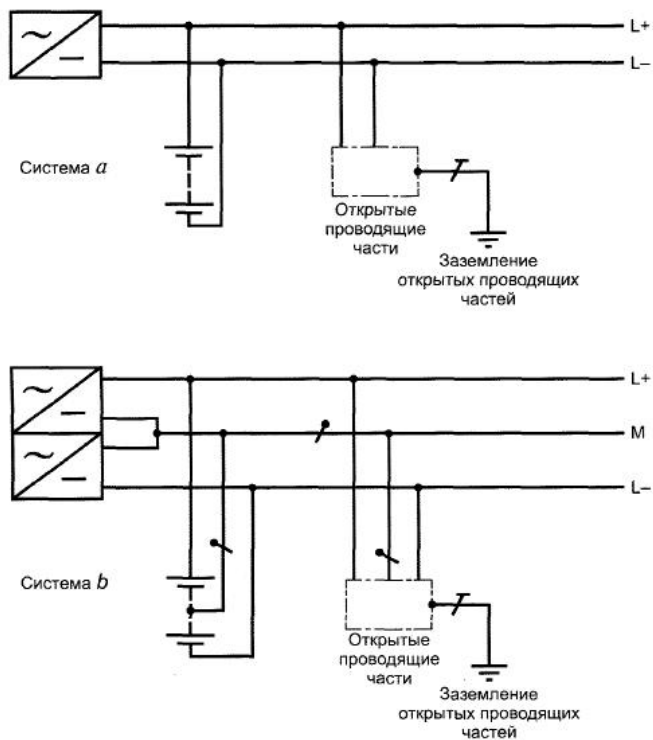 L+
L–
Система a
Открытые
проводящие
части
Заземление
открытых проводящих
частей
L+
M
L–
Система b
Открытые
проводящие
части
Заземление
открытых проводящих
частей